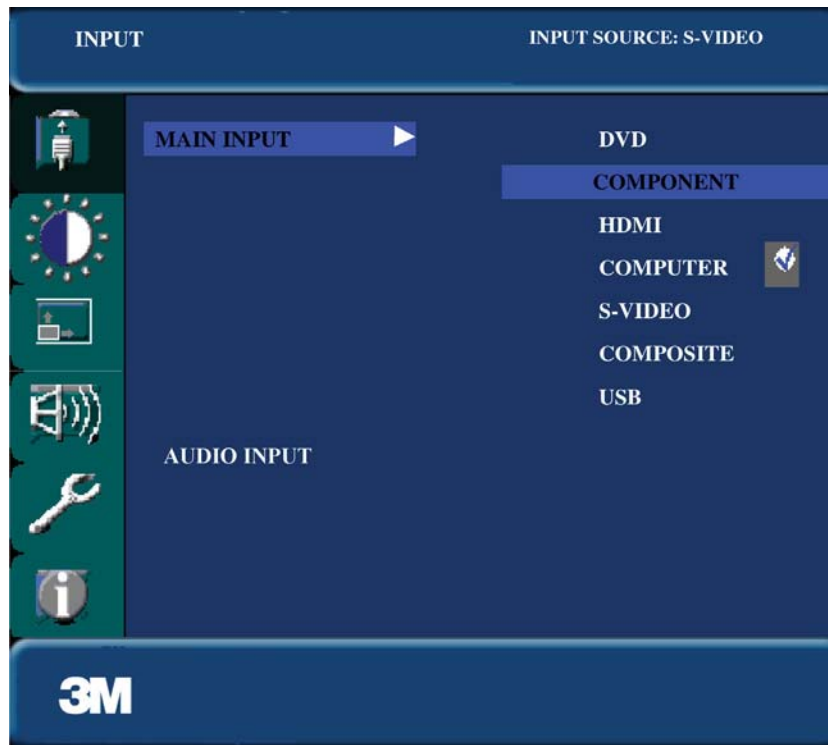 INPUT
INPUT SOURCE: S-VIDEO
MAIN INPUT
DVD
COMPONENT
HDMI
COMPUTER
S-VIDEO
COMPOSITE
USB
AUDIO INPUT
3M